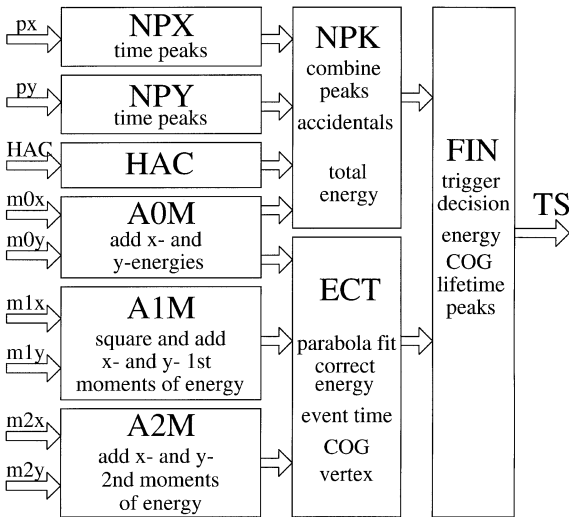 px
NPX
time peaks
py
NPY
time peaks
HAC
HAC
m0x
m0y
A0M
add x- and
y-energies
m1x
m1y
A1M
square and add
x- and y- 1st
moments of energy
m2x
m2y
A2M
add x- and y-
2nd moments
of energy
NPK
combine
peaks
accidentals
total
energy
ECT
parabola fit
correct
energy
event time
COG
vertex
FIN
trigger
decision
energy
COG
lifetime
peaks
TS